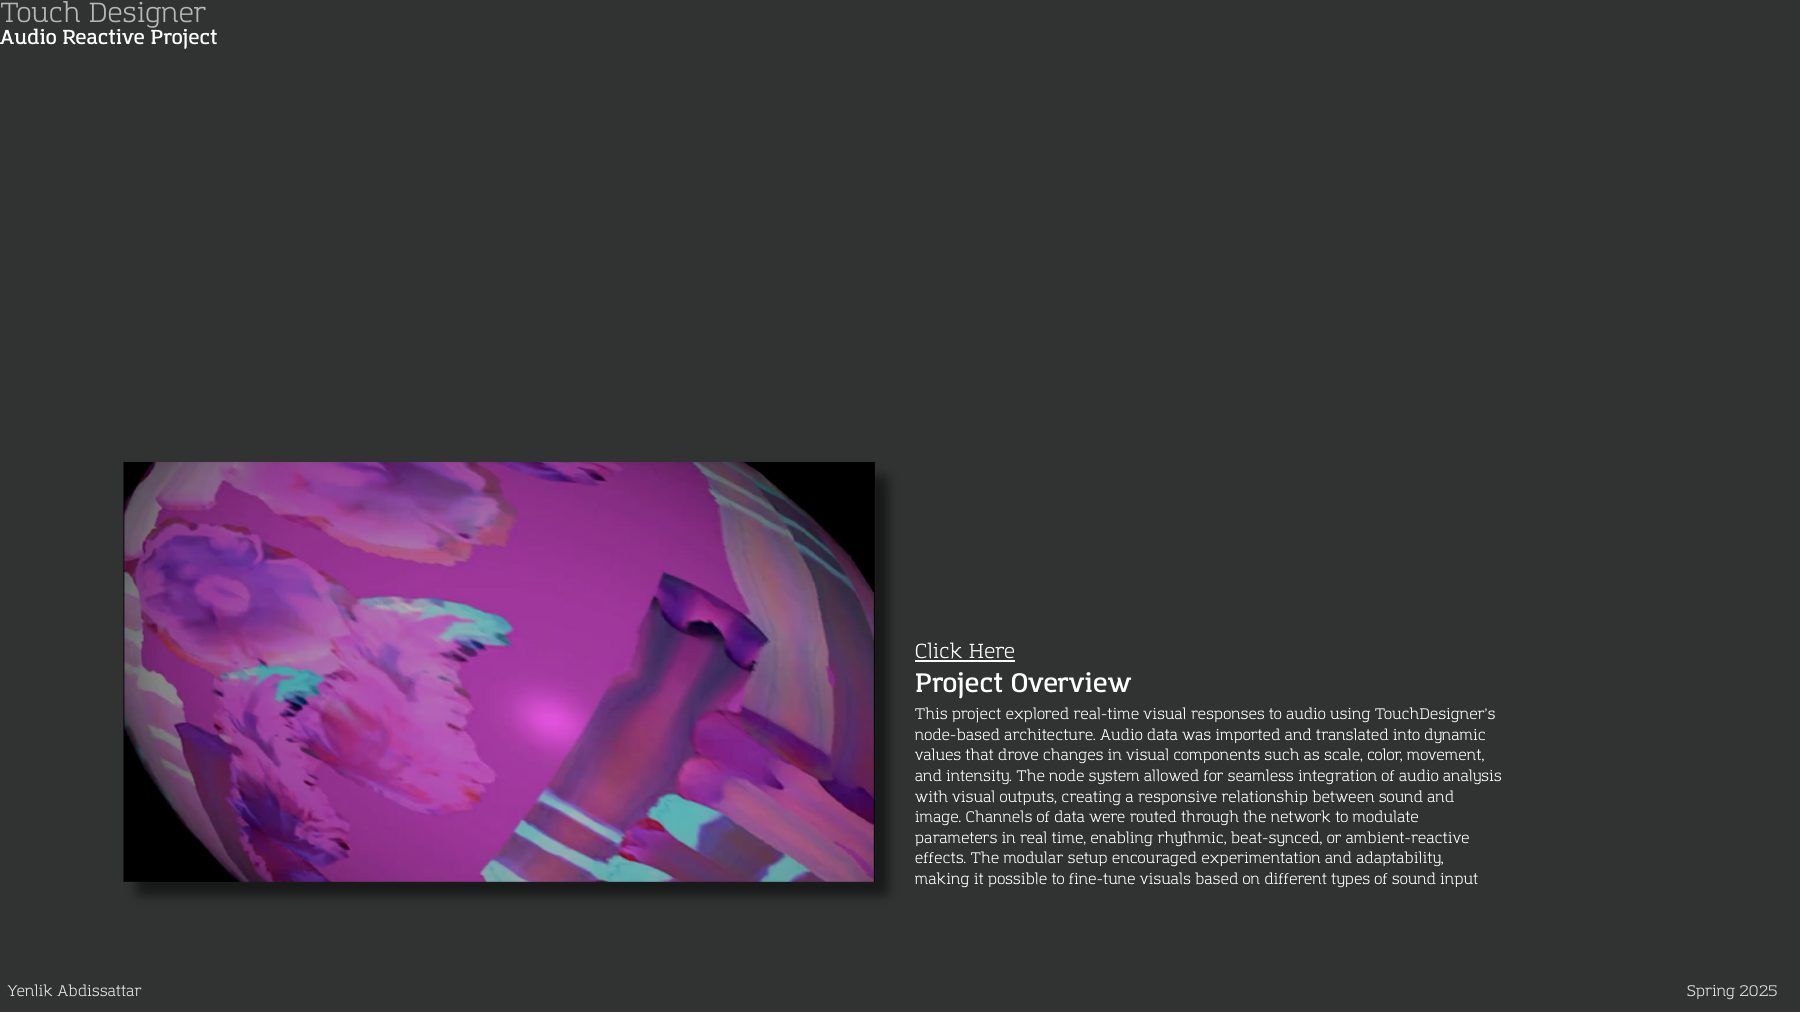 Touch Designer
Audio Reactive Project
Click Here
Project Overview
This project explored real-time visual responses to audio using TouchDesigner's
node-based architecture. Audio data was imported and translated into dynamic
values that drove changes in visual components such as scale, color, movement,
and intensity. The node system allowed for seamless integration of audio analysis
with visual outputs, creating a responsive relationship between sound and
image. Channels of data were routed through the network to modulate
parameters in real time, enabling rhythmic, beat-synced, or ambient-reactive
effects. The modular setup encouraged experimentation and adaptability,
making it possible to fine-tune visuals based on different types of sound input
Yenlik Abdissattar
Spring 2025